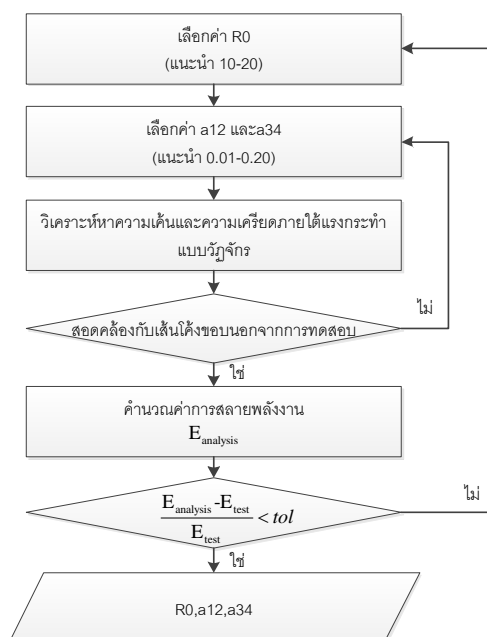 เลือกค่า R0
(แนะนำ 10-20)
เลือกค่า a12 และa34
(แนะนำ 0.01-0.20)
วิเคราะห์หาความเค้นและความเครียดภายใต้แรงกระทำ
แบบวัฏจักร
ไม่
สอดคล้องกับเส้นโค้งขอบนอกจากการทดสอบ
ใช่
คำนวณค่าการสลายพลังงาน
E_analysis
ไม่
E_analysis-E_test
E_test
< tol
ใช่
R0,a12,a34